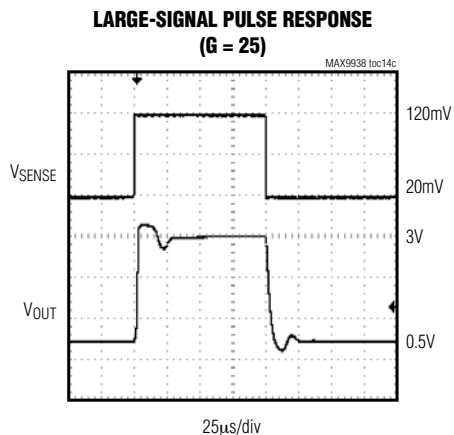 LARGE-SIGNAL PULSE RESPONSE
(G = 25)
MAX9938 toc14c
120mV
VSENSE
20mV
3V
VOUT
0.5V
25µs/div